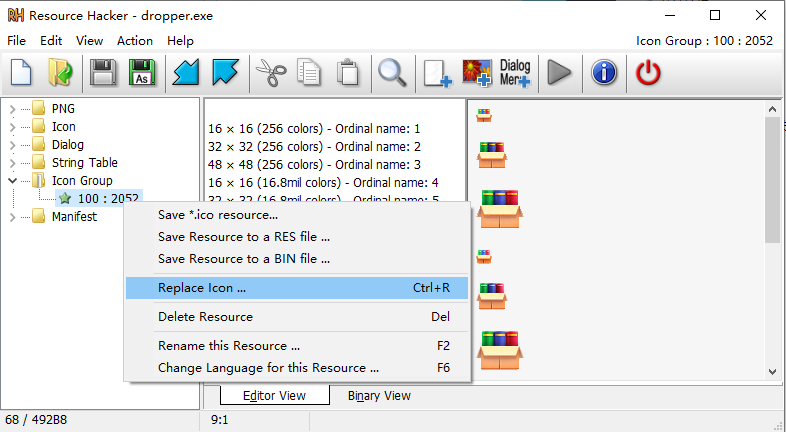 Resource Hacker - dropper.exe
File Edit View Action Help
Icon Group : 100 : 2052
As
Dialog
Menu
PNG
Icon
Dialog
String Table
Icon Group
100 : 2052
Manifest
16 × 16 (256 colors) - Ordinal name: 1
32 × 32 (256 colors) - Ordinal name: 2
48 × 48 (256 colors) - Ordinal name: 3
16 × 16 (16.8mil colors) - Ordinal name: 4
32 × 32 (16.8mil colors) - Ordinal name: 5
Save *.ico resource...
Save Resource to a RES file ...
Save Resource to a BIN file ...
Replace Icon ... Ctrl+R
Delete Resource Del
Rename this Resource ... F2
Change Language for this Resource ... F6
Editor View Binary View
68 / 492B8 9:1